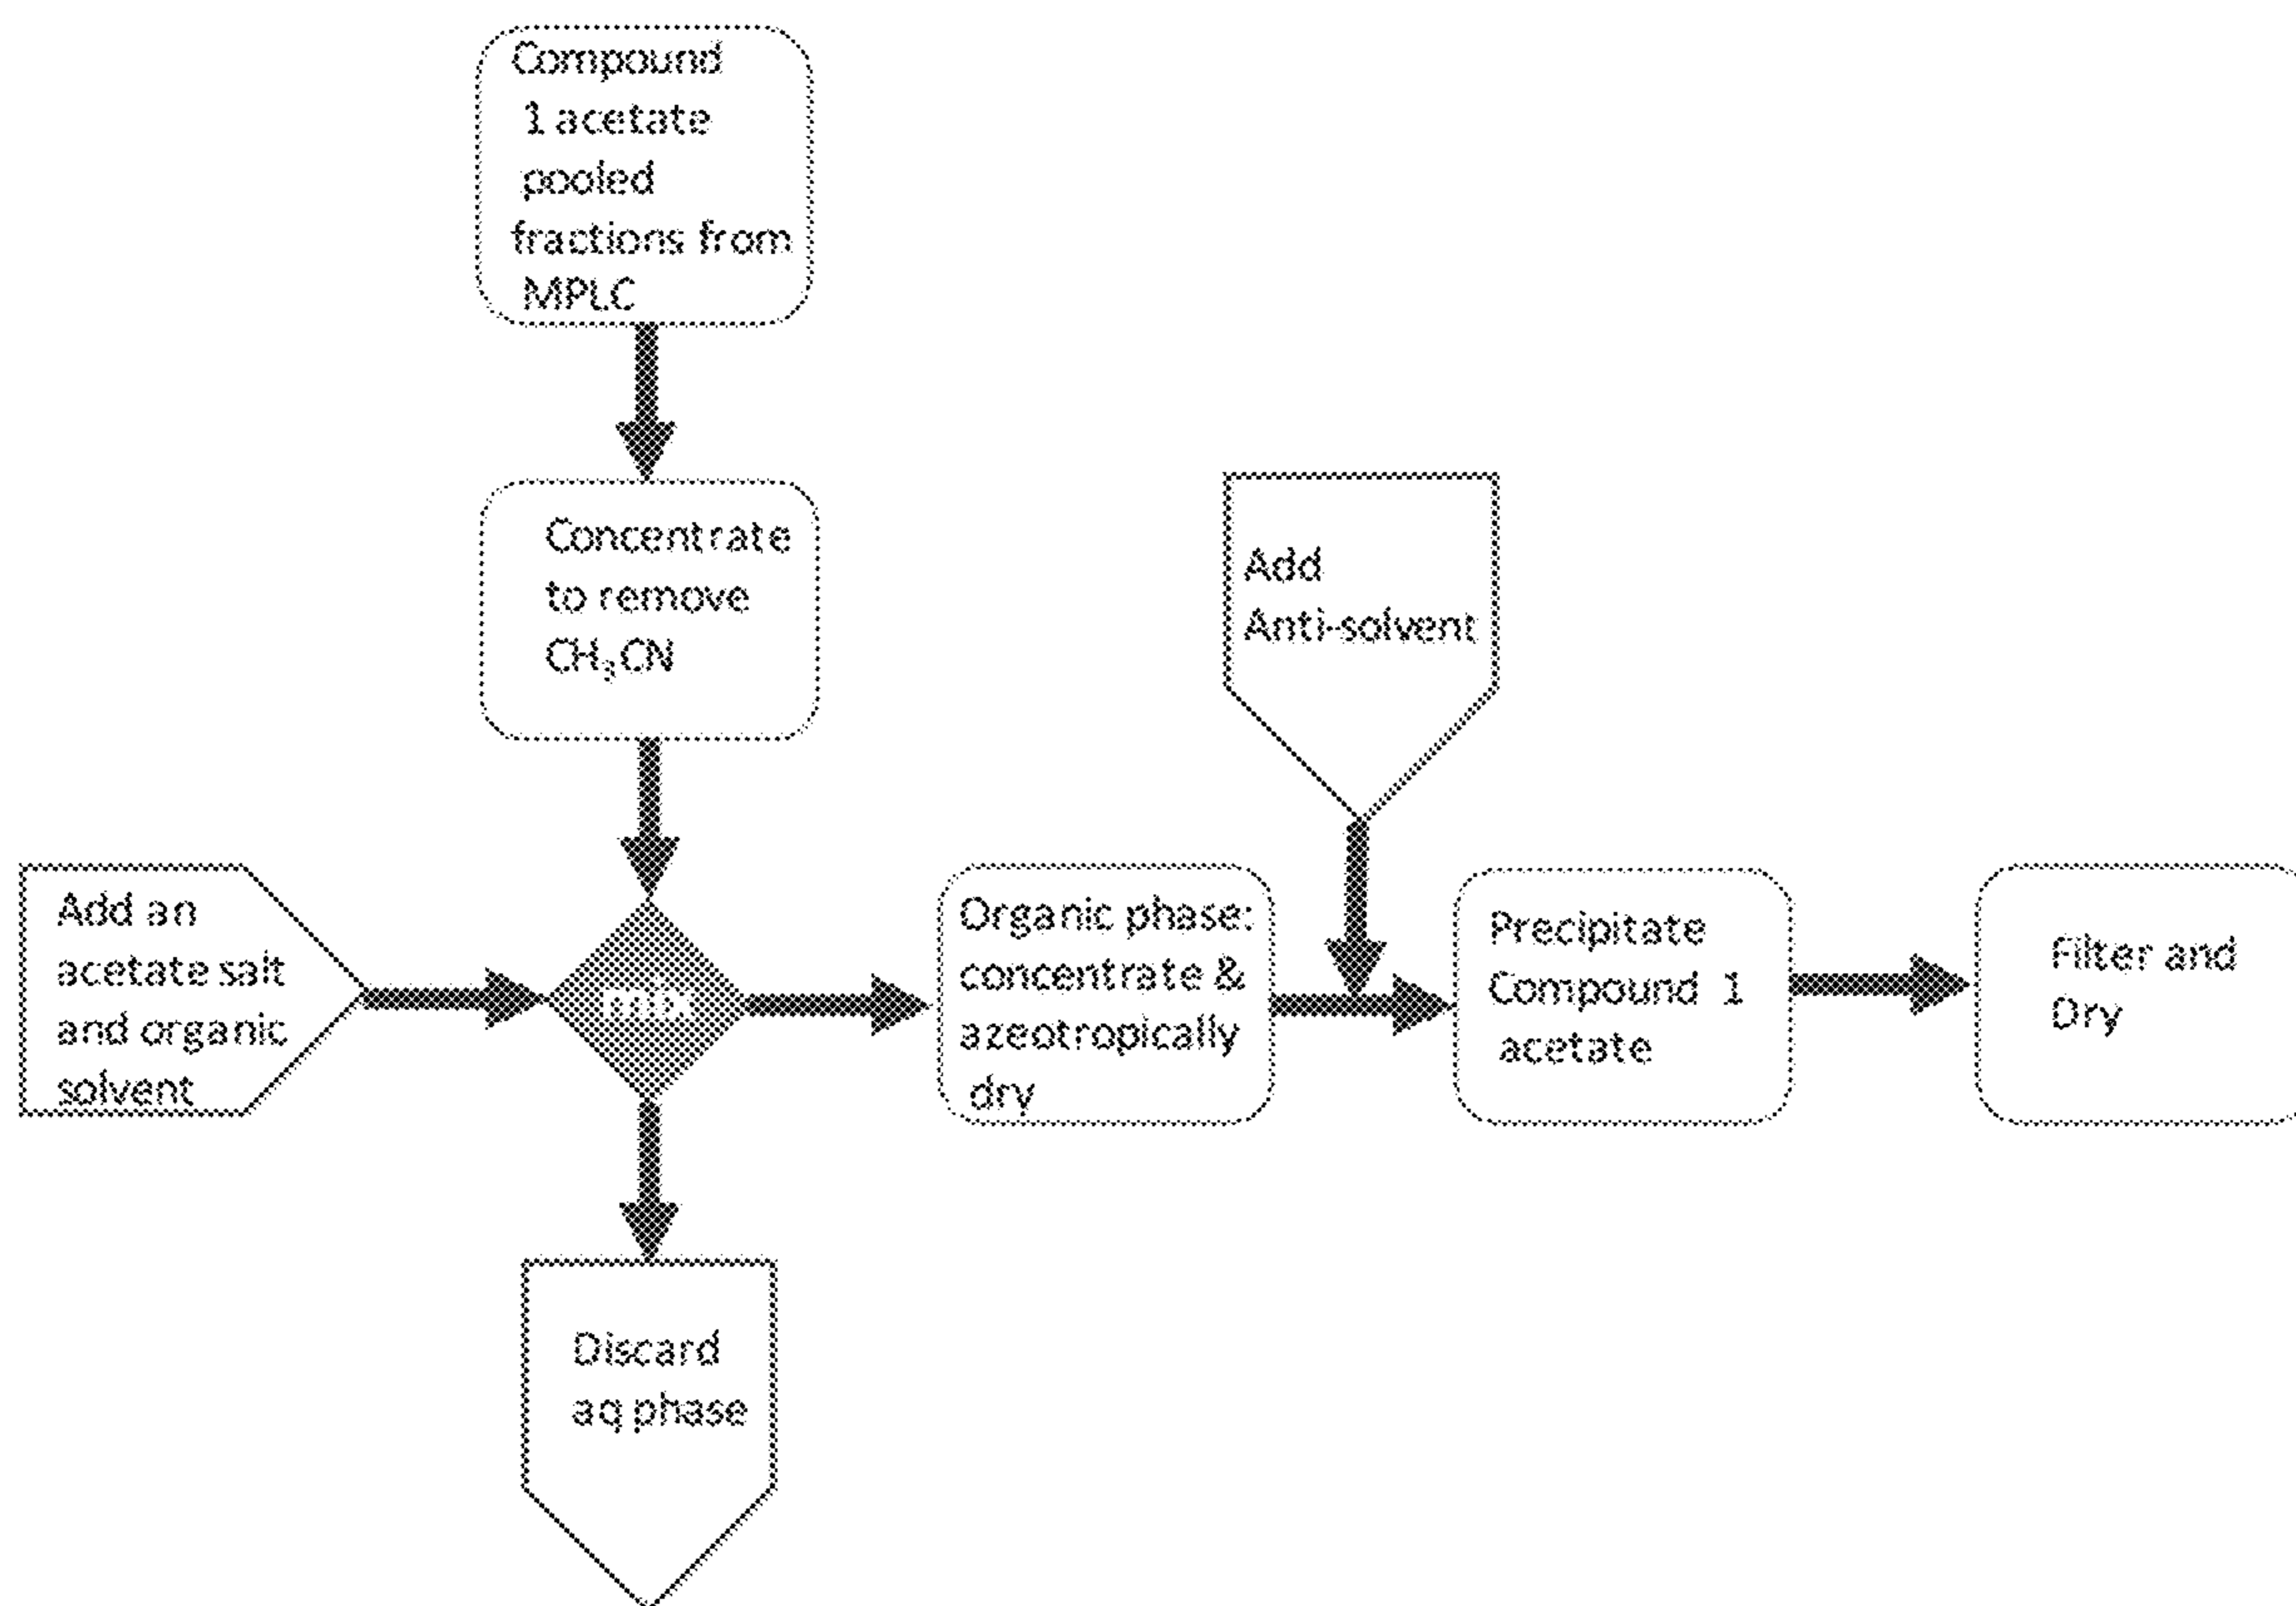 Compound
1 acetate
pooled
fractions from
MPLC
Concentrate
to remove
CH₃CN
Add
Anti-solvent
Add an
acetate salt
and organic
solvent
mix
Organic phase:
concentrate &
azeotropically
dry
Precipitate
Compound 1
acetate
Filter and
Dry
Discard
aq phase